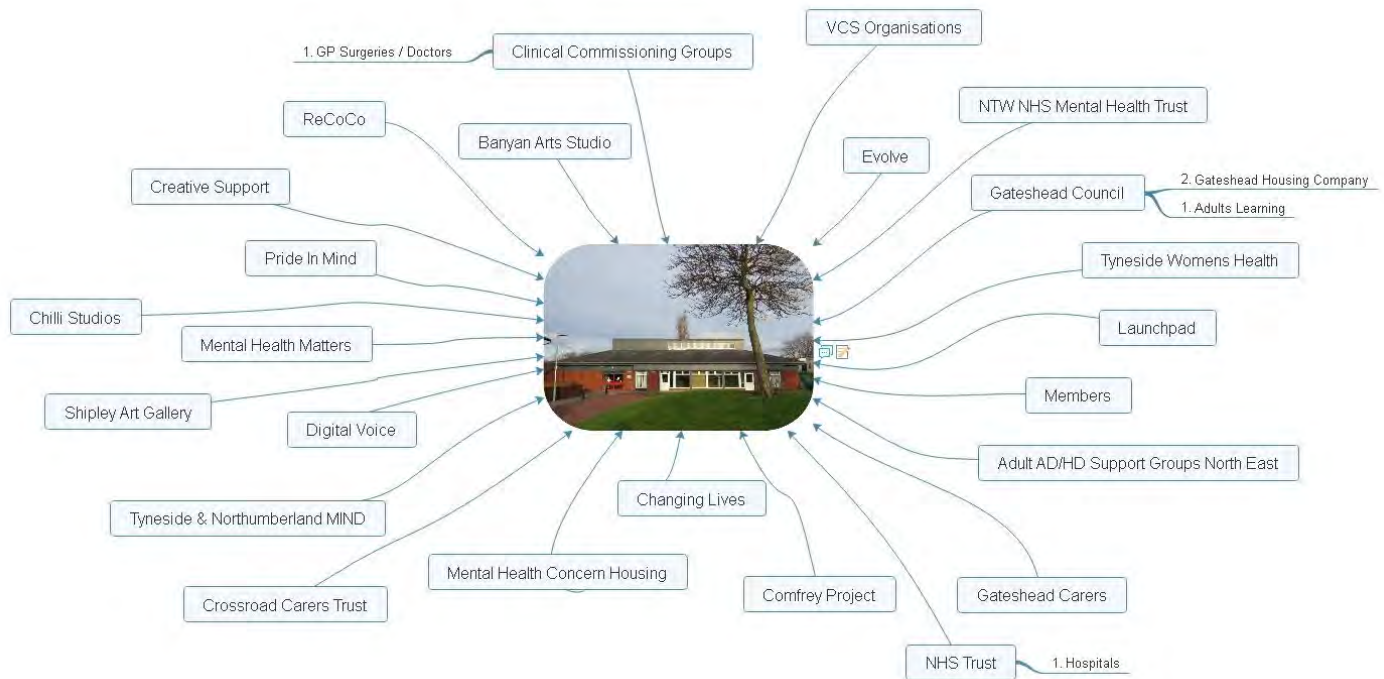 VCS Organisations
1. GP Surgeries / Doctors
Clinical Commissioning Groups
NTW NHS Mental Health Trust
ReCoCo
Banyan Arts Studio
Evolve
Creative Support
Gateshead Council
2. Gateshead Housing Company
1. Adults Learning
Pride In Mind
Tyneside Womens Health
Chilli Studios
Mental Health Matters
Launchpad
Shipley Art Gallery
Digital Voice
Members
Adult AD/HD Support Groups North East
Changing Lives
Tyneside & Northumberland MIND
Mental Health Concern Housing
Crossroad Carers Trust
Comfrey Project
Gateshead Carers
NHS Trust
1. Hospitals